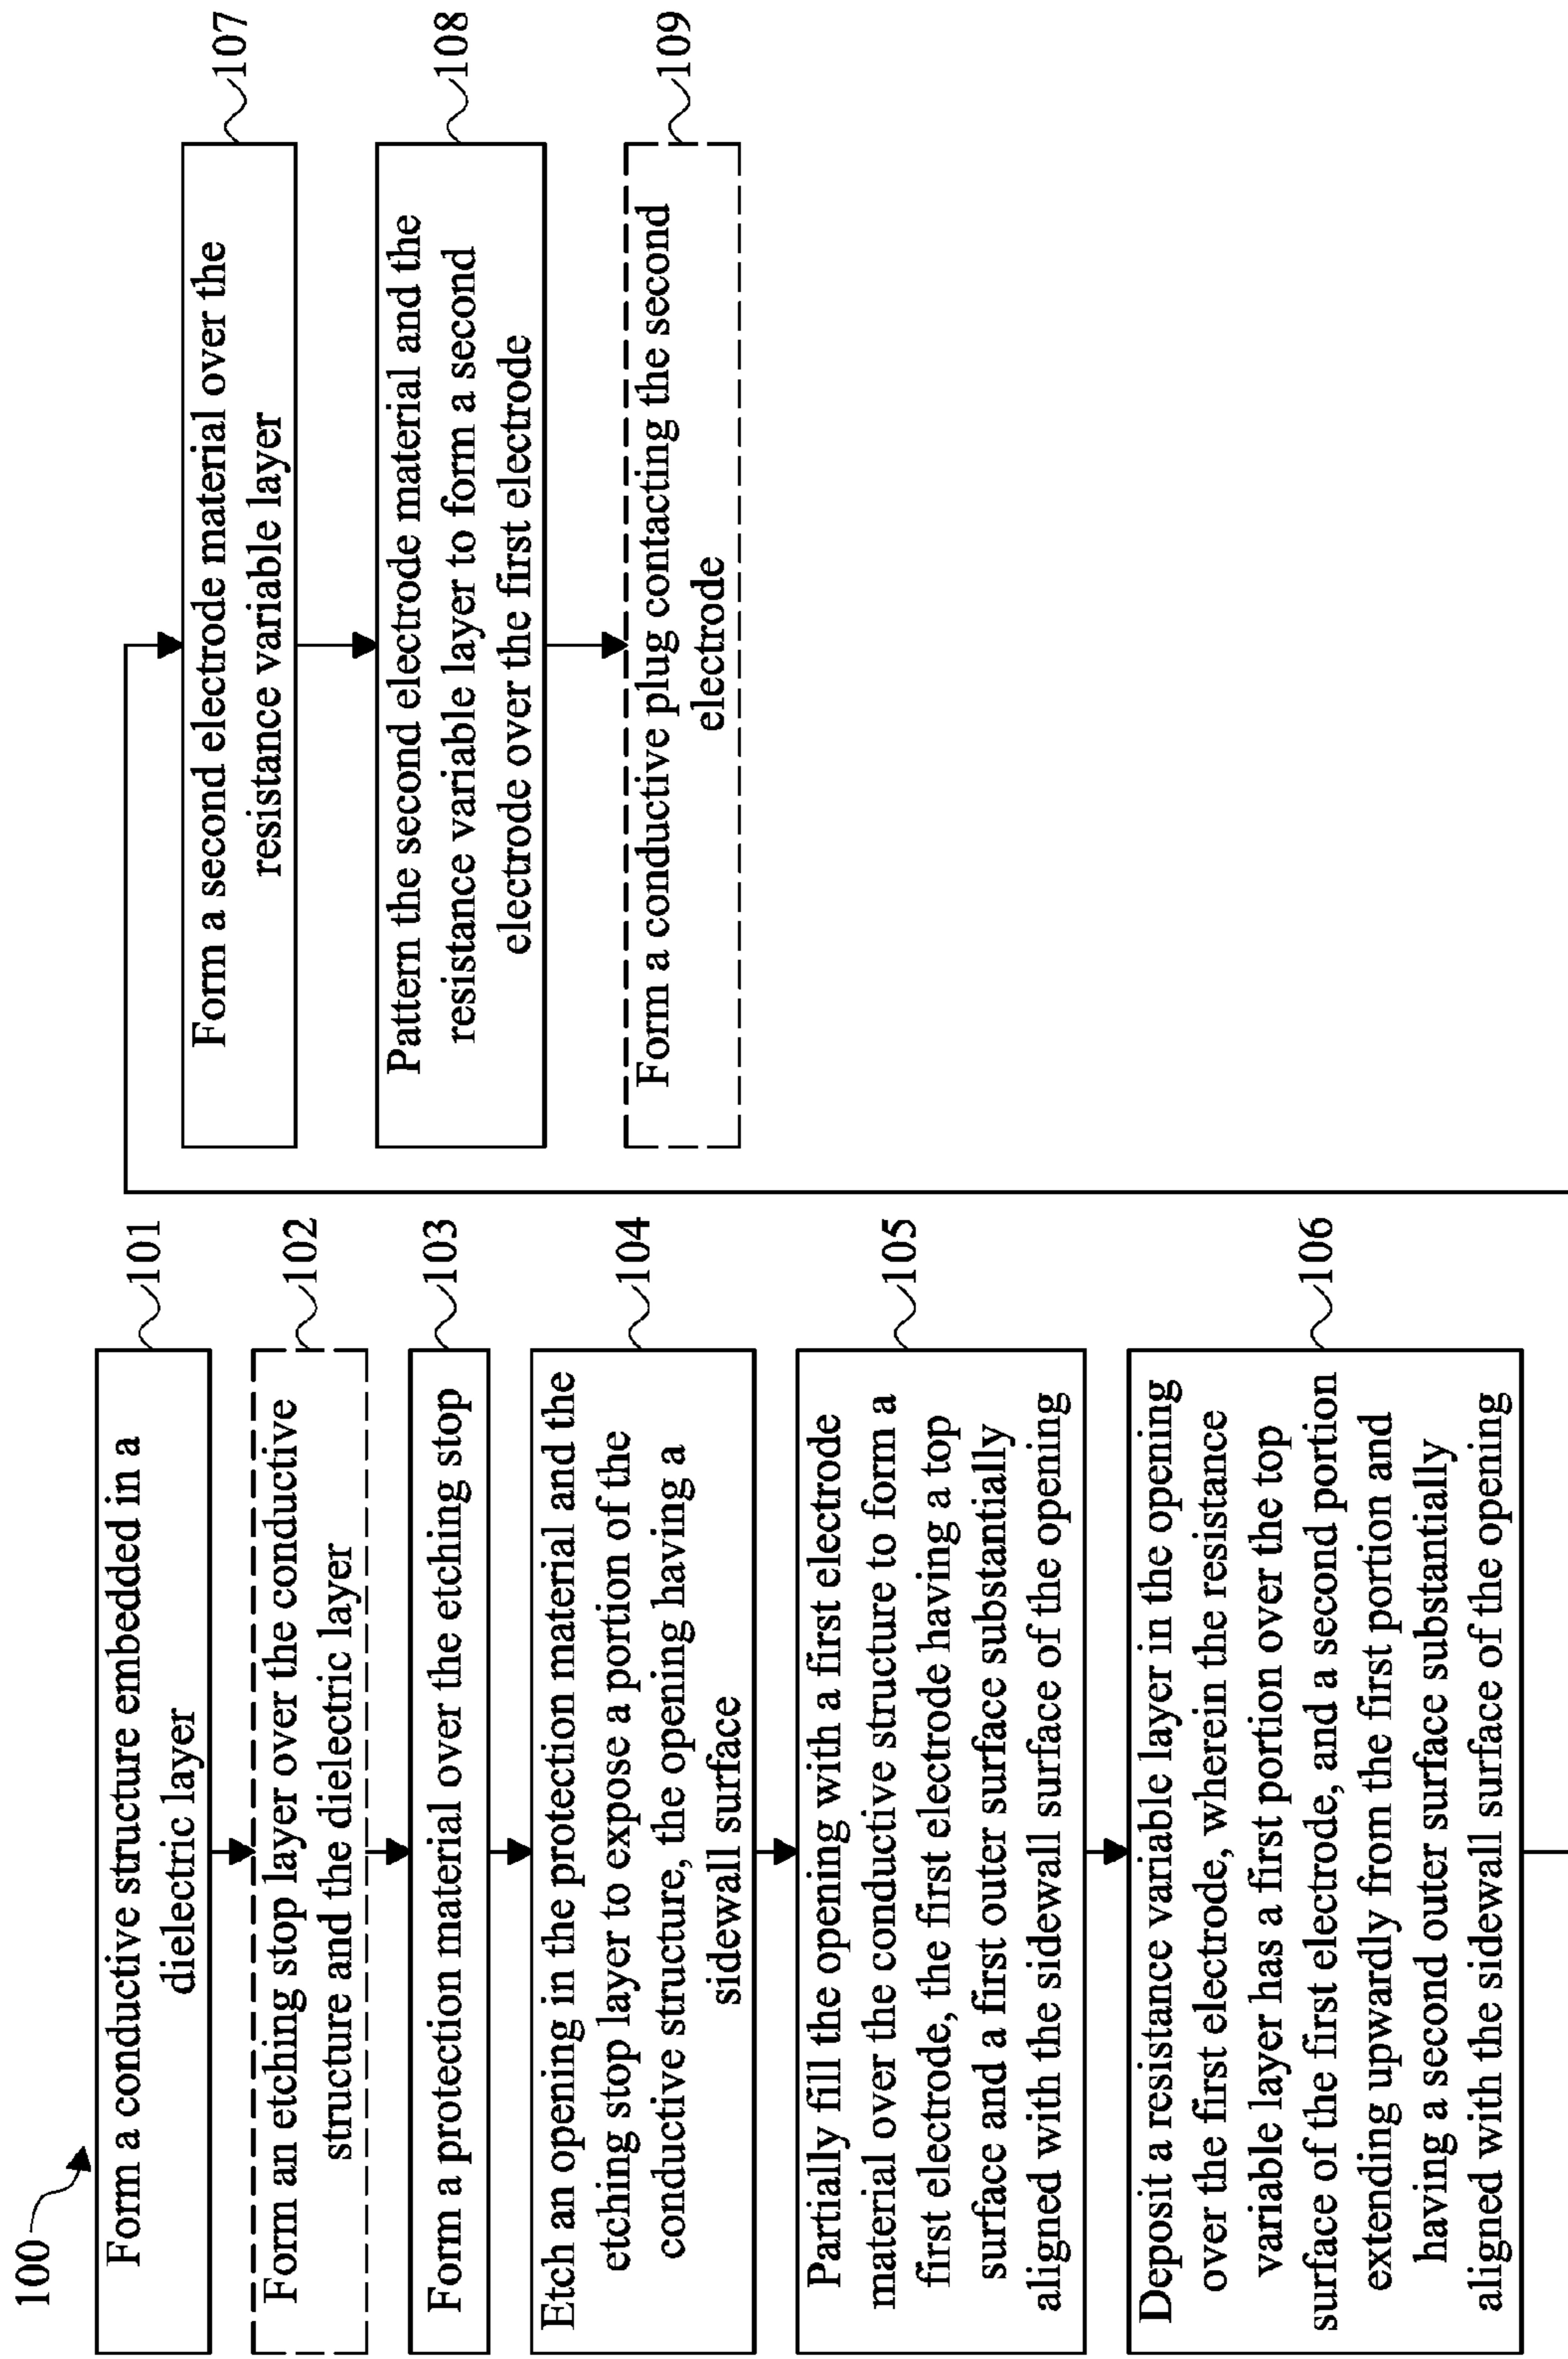 100
Form a conductive structure embedded in a
dielectric layer
101
Form an etching stop layer over the conductive
structure and the dielectric layer
102
Form a protection material over the etching stop
103
Etch an opening in the protection material and the
etching stop layer to expose a portion of the
conductive structure, the opening having a
sidewall surface
104
Partially fill the opening with a first electrode
material over the conductive structure to form a
first electrode, the first electrode having a top
surface and a first outer surface substantially
aligned with the sidewall surface of the opening
105
Deposit a resistance variable layer in the opening
over the first electrode, wherein the resistance
variable layer has a first portion over the top
surface of the first electrode, and a second portion
extending upwardly from the first portion and
having a second outer surface substantially
aligned with the sidewall surface of the opening
106
Form a second electrode material over the
resistance variable layer
107
Pattern the second electrode material and the
resistance variable layer to form a second
electrode over the first electrode
108
Form a conductive plug contacting the second
electrode
109